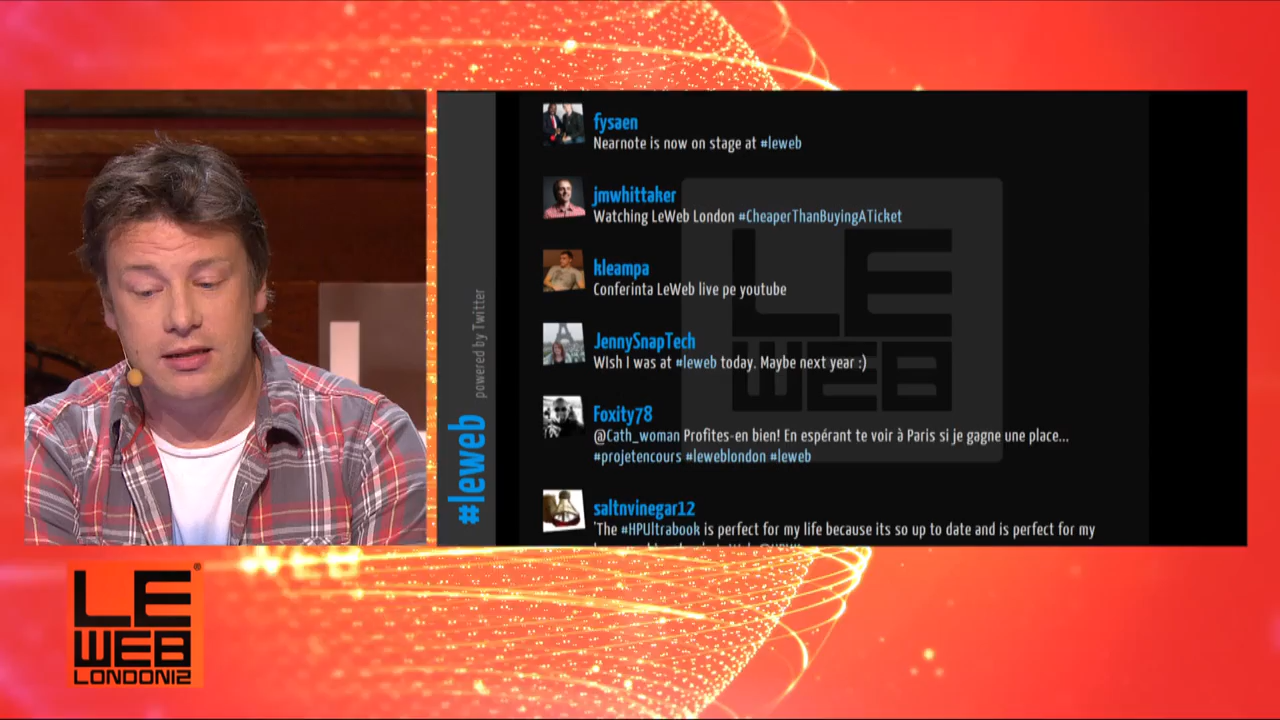 fysaen
Nearnote is now on stage at #leweb
jmwhittaker
Watching LeWeb London #CheaperThanBuyingATicket
kleampa
Conferinta LeWeb live pe youtube
JennySnapTech
WIsh I was at #leweb today. Maybe next year :)
Foxity78
@Cath_woman Profites-en bien! En espérant te voir à Paris si je gagne une place...
#projetencours #leweblondon #leweb
saltnvinegar12
'The #HPUltrabook is perfect for my life because its so up to date and is perfect for my
#leweb powered by Twitter
LE
WEB
LE
WEB
LONDON12
WEB